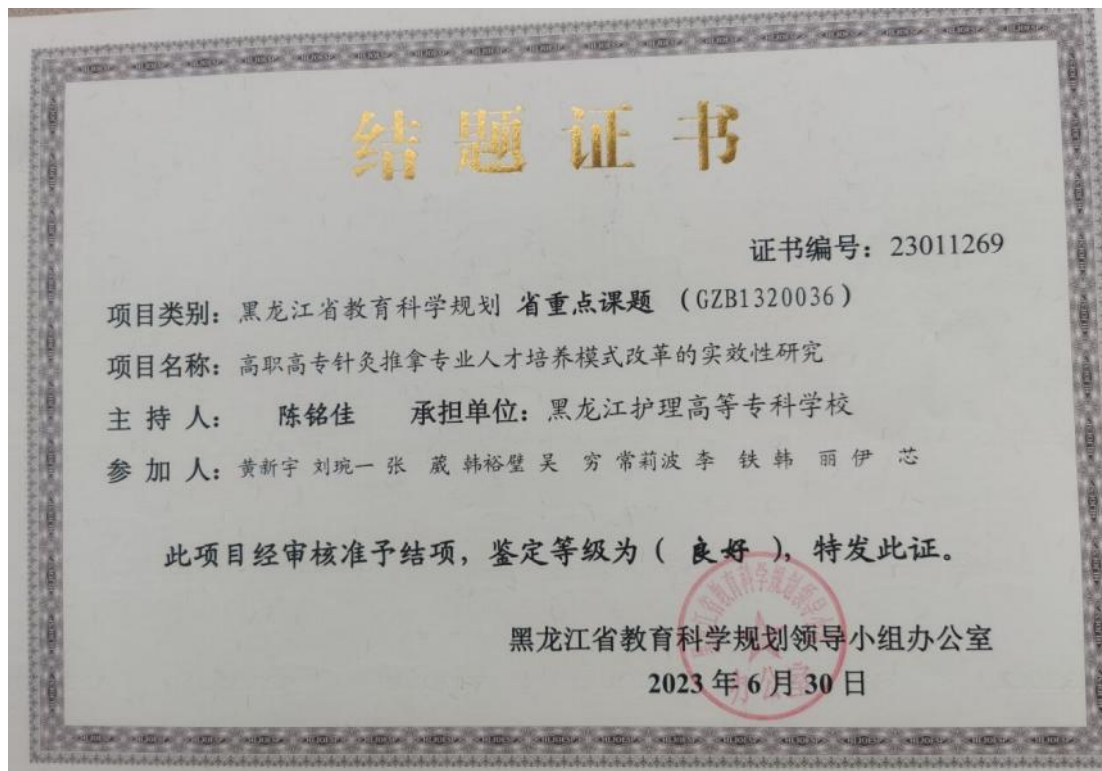 结题证书
证书编号：23011269
项目类别：黑龙江省教育科学规划 省重点课题 （GZB1320036）
项目名称：高职高专针灸推拿专业人才培养模式改革的实效性研究
主 持 人： 陈铭佳 承担单位：黑龙江护理高等专科学校
参 加 人：黄新宇 刘琬一 张 葳 韩裕璧 吴 穷 常莉波 李 铁 韩 丽 伊 芯
此项目经审核准予结项，鉴定等级为（ 良好 ），特发此证。
黑龙江省教育科学规划领导小组办公室
2023 年 6 月 30 日